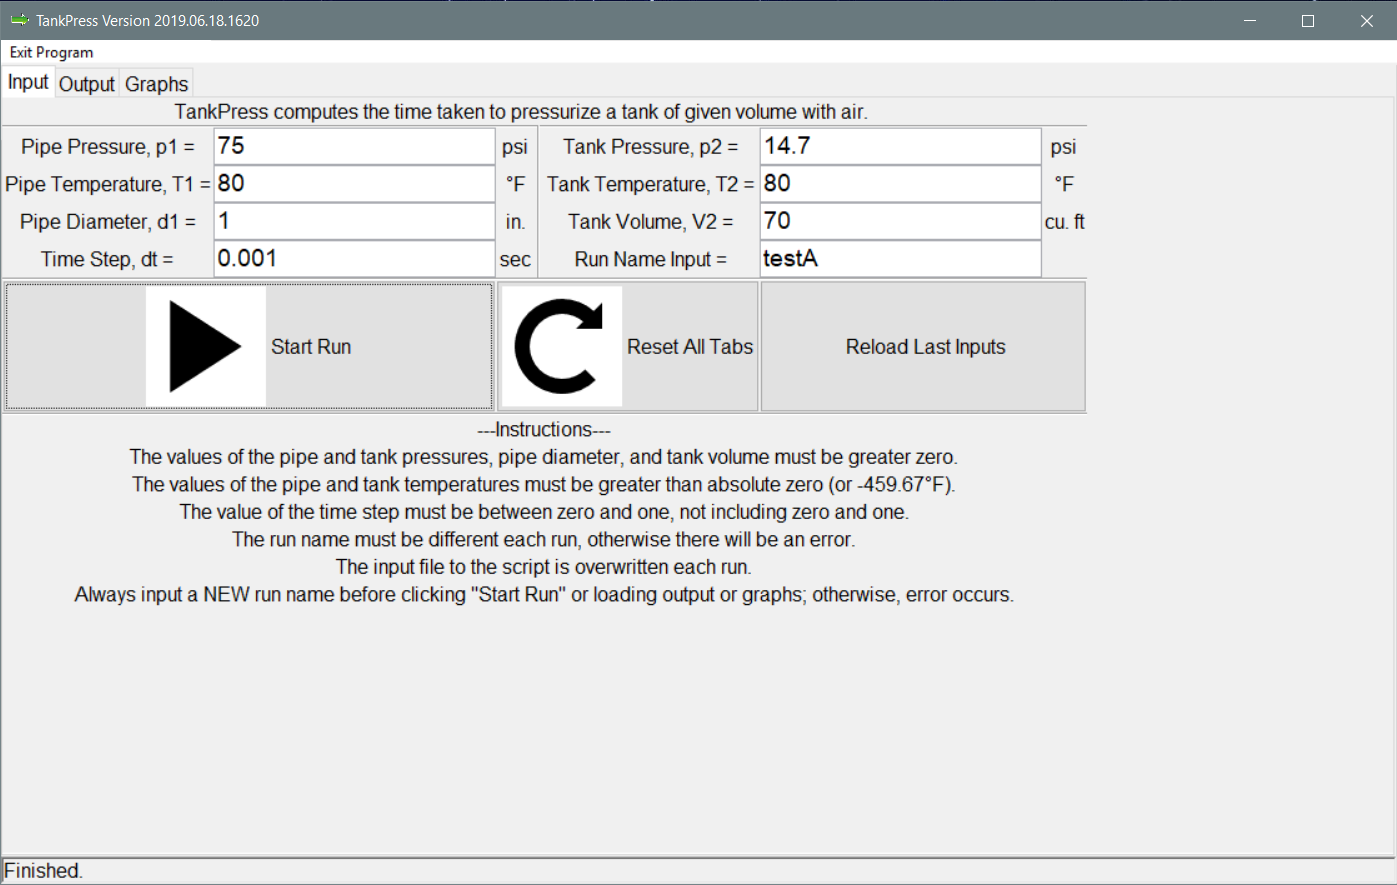 TankPress Version 2019.06.18.1620
Exit Program
Input Output Graphs
TankPress computes the time taken to pressurize a tank of given volume with air.
Pipe Pressure, p1 = 75 psi Tank Pressure, p2 = 14.7 psi
Pipe Temperature, T1 = 80 °F Tank Temperature, T2 = 80 °F
Pipe Diameter, d1 = 1 in. Tank Volume, V2 = 70 cu. ft
Time Step, dt = 0.001 sec Run Name Input = testA
Start Run Reset All Tabs Reload Last Inputs
---Instructions---
The values of the pipe and tank pressures, pipe diameter, and tank volume must be greater zero.
The values of the pipe and tank temperatures must be greater than absolute zero (or -459.67°F).
The value of the time step must be between zero and one, not including zero and one.
The run name must be different each run, otherwise there will be an error.
The input file to the script is overwritten each run.
Always input a NEW run name before clicking "Start Run" or loading output or graphs; otherwise, error occurs.
Finished.